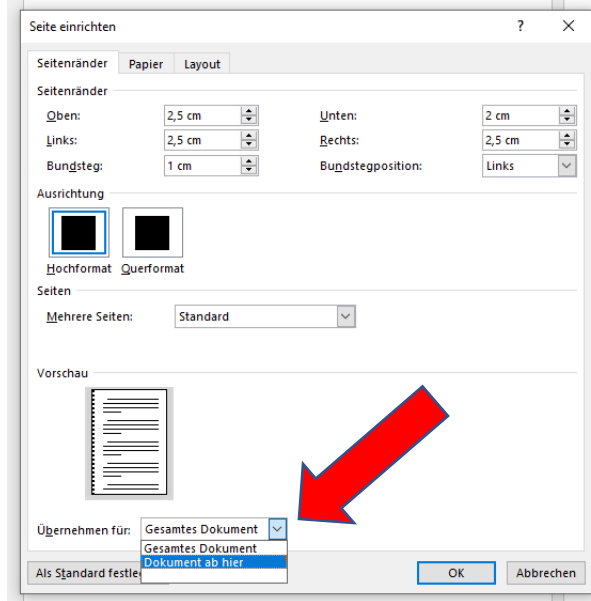 Seite einrichten ? ×
Seitenränder Papier Layout
Seitenränder
Oben: 2,5 cm Unten: 2 cm
Links: 2,5 cm Rechts: 2,5 cm
Bundsteg: 1 cm Bundstegposition: Links
Ausrichtung
Hochformat Querformat
Seiten
Mehrere Seiten: Standard
Vorschau
Übernehmen für: Gesamtes Dokument
Gesamtes Dokument
Dokument ab hier
Als Standard OK Abbrechen